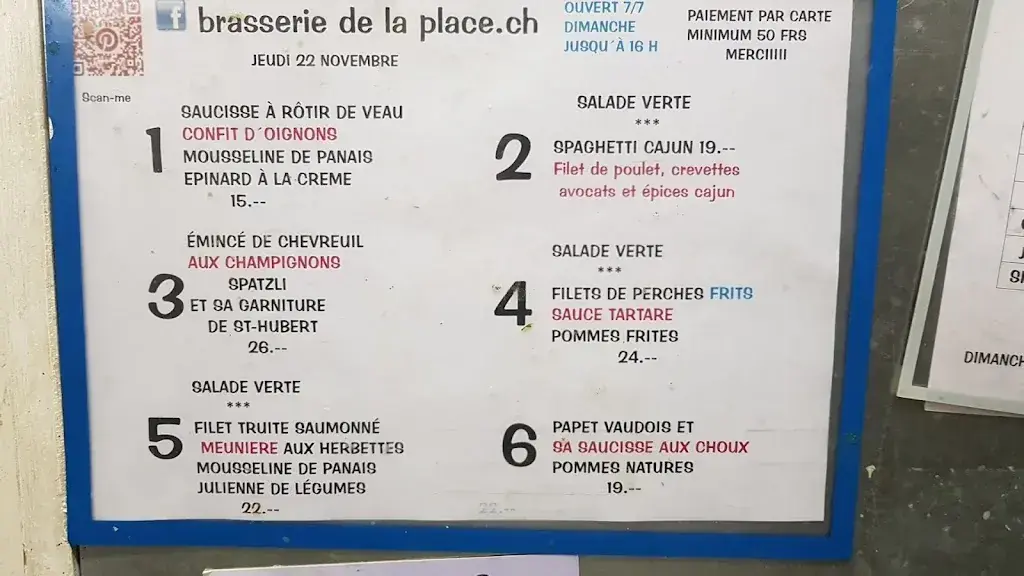 brasserie de la place.ch
JEUDI 22 NOVEMBRE
OUVERT 7/7
DIMANCHE
JUSQU´À 16 H
PAIEMENT PAR CARTE
MINIMUM 50 FRS
MERCIIIII
Scan-me
1
SAUCISSE À RÔTIR DE VEAU
CONFIT D´OIGNONS
MOUSSELINE DE PANAIS
EPINARD À LA CREME
15.--
2
SALADE VERTE
***
SPAGHETTI CAJUN 19.--
Filet de poulet, crevettes
avocats et épices cajun
3
ÉMINCÉ DE CHEVREUIL
AUX CHAMPIGNONS
SPATZLI
ET SA GARNITURE
DE ST-HUBERT
26.--
4
SALADE VERTE
***
FILETS DE PERCHES FRITS
SAUCE TARTARE
POMMES FRITES
24.--
5
SALADE VERTE
***
FILET TRUITE SAUMONNÉ
MEUNIERE AUX HERBETTES
MOUSSELINE DE PANAIS
JULIENNE DE LÉGUMES
22.--
6
PAPET VAUDOIS ET
SA SAUCISSE AUX CHOUX
POMMES NATURES
19.--
22.--
DIMANCH